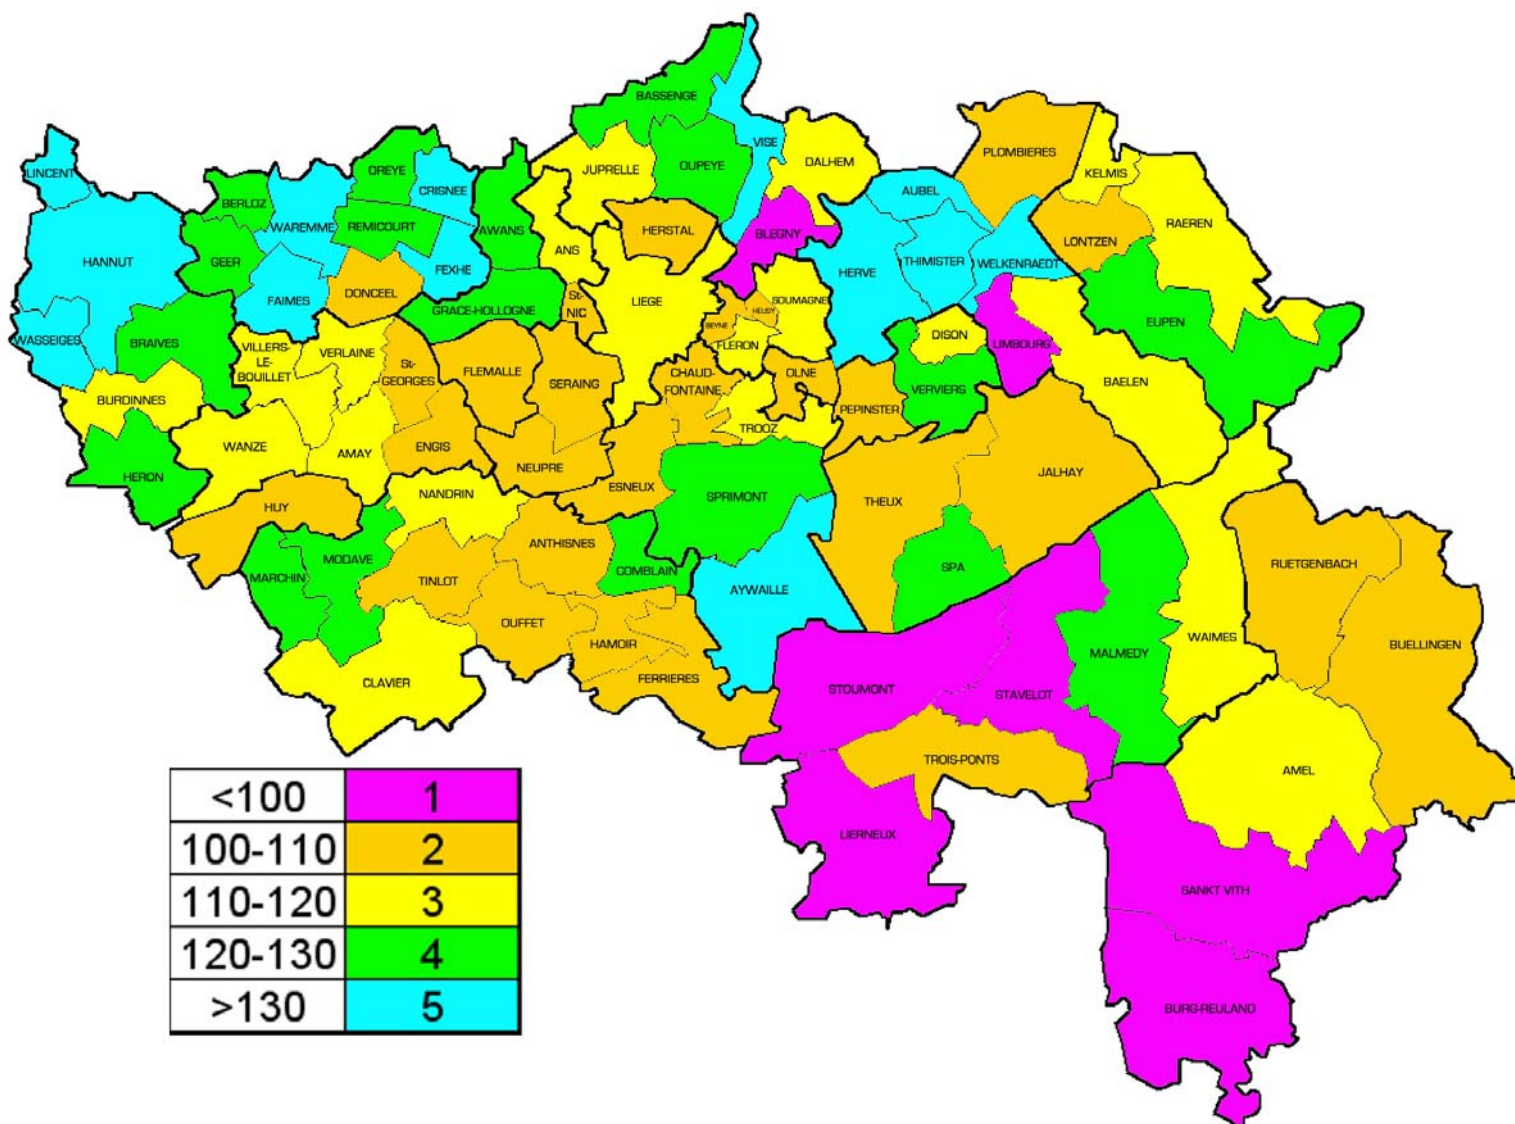 BASSENGE
VISE
OUPEYE
JUPRELLE
DALHEM
PLOMBIERES
KELMIS
LINCENT
OREYE
CRISNEE
AUBEL
BERLOZ
WAREMME
REMICOURT
AWANS
HERSTAL
BLEGNY
RAEREN
LONTZEN
HANNUT
GEER
FEXHE
ANS
HERVE
THIMISTER
WELKENRAEDT
DONCEEL
FAIMES
GRACE-HOLLOGNE
St-
NIC
LIEGE
SOUMAGNE
HEUSY
BEYNE
FLERON
EUPEN
WASSEIGES
BRAIVES
VILLERS-
LE-
BOUILLET
VERLAINE
St-
GEORGES
FLEMALLE
SERAING
CHAUD-
FONTAINE
OLNE
DISON
LIMBOURG
BAELEN
VERVIERS
BURDINNES
PEPINSTER
TROOZ
WANZE
AMAY
ENGIS
NEUPRE
HERON
ESNEUX
NANDRIN
SPRIMONT
THEUX
JALHAY
HUY
ANTHISNES
MODAVE
MARCHIN
TINLOT
COMBLAIN
SPA
RUETGENBACH
AYWAILLE
OUFFET
HAMOIR
WAIMES
BUELLINGEN
MALMEDY
CLAVIER
FERRIERES
STOUMONT
STAVELOT
TROIS-PONTS
AMEL
LIERNEUX
SANKT VITH
BURG-REULAND
<100 1
100-110 2
110-120 3
120-130 4
>130 5